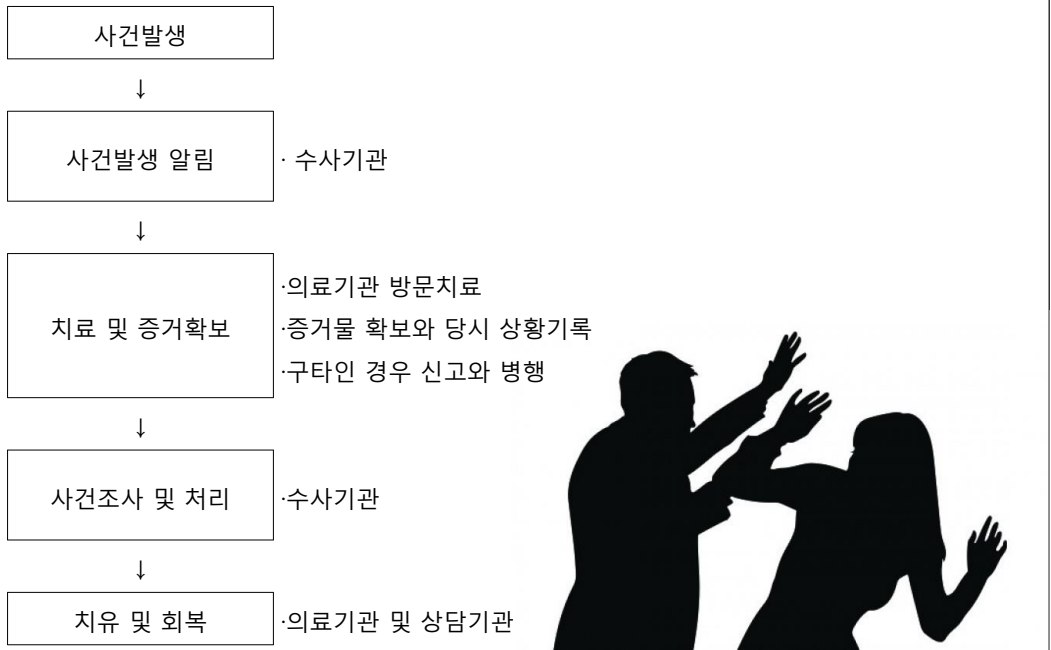 사건발생
↓
사건발생 알림
· 수사기관
↓
치료 및 증거확보
·의료기관 방문치료
·증거물 확보와 당시 상황기록
·구타인 경우 신고와 병행
↓
사건조사 및 처리
·수사기관
↓
치유 및 회복
·의료기관 및 상담기관